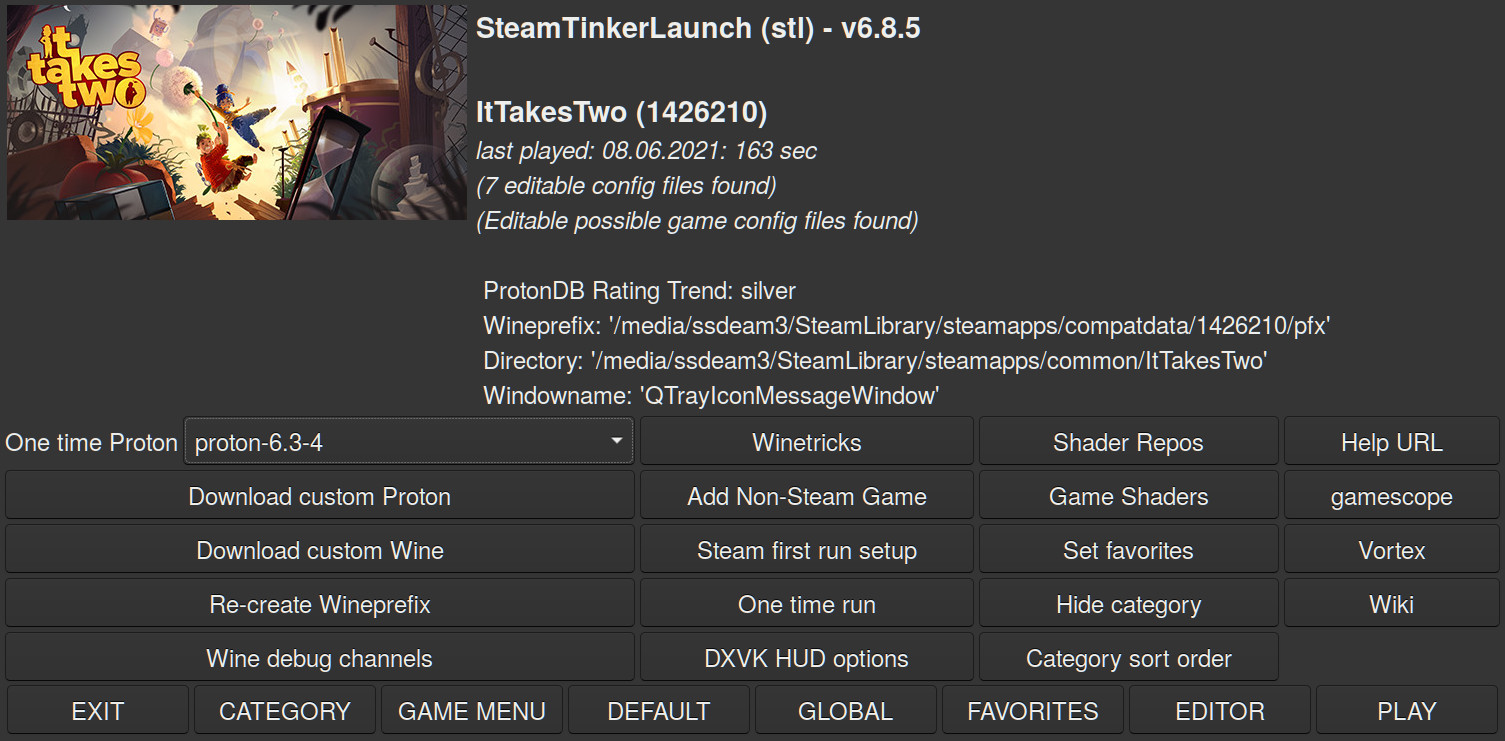 it
takes
two
SteamTinkerLaunch (stl) - v6.8.5
ItTakesTwo (1426210)
last played: 08.06.2021: 163 sec
(7 editable config files found)
(Editable possible game config files found)
ProtonDB Rating Trend: silver
Wineprefix: '/media/ssdeam3/SteamLibrary/steamapps/compatdata/1426210/pfx'
Directory: '/media/ssdeam3/SteamLibrary/steamapps/common/ItTakesTwo'
Windowname: 'QTrayIconMessageWindow'
One time Proton proton-6.3-4 Winetricks Shader Repos Help URL
Download custom Proton Add Non-Steam Game Game Shaders gamescope
Download custom Wine Steam first run setup Set favorites Vortex
Re-create Wineprefix One time run Hide category Wiki
Wine debug channels DXVK HUD options Category sort order
EXIT CATEGORY GAME MENU DEFAULT GLOBAL FAVORITES EDITOR PLAY